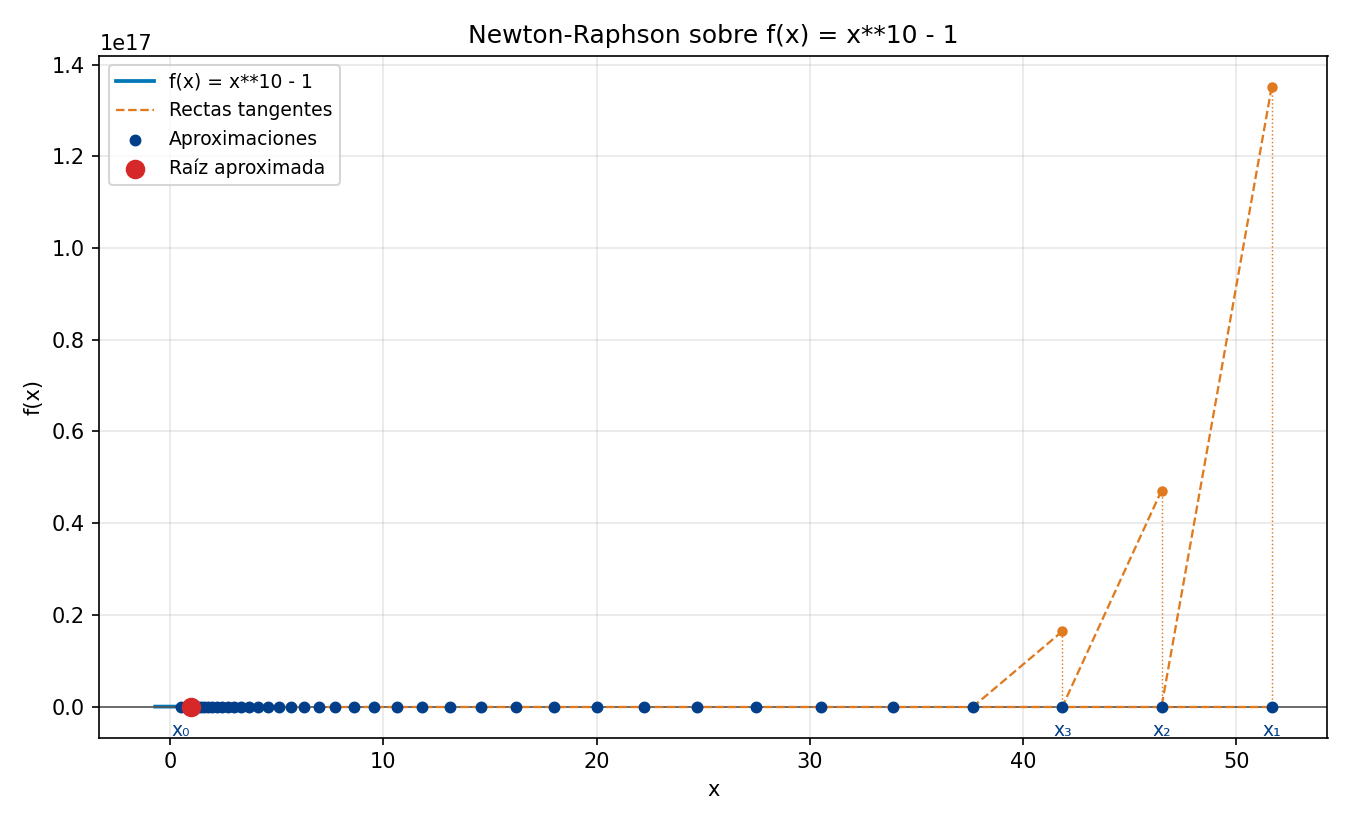 Newton-Raphson sobre f(x) = x**10 - 1
1e17
f(x) = x**10 - 1
Rectas tangentes
Aproximaciones
Raíz aproximada
1.4
1.2
1.0
0.8
0.6
0.4
0.2
0.0
f(x)
x₀
x₃
x₂
x₁
0
10
20
30
40
50
x